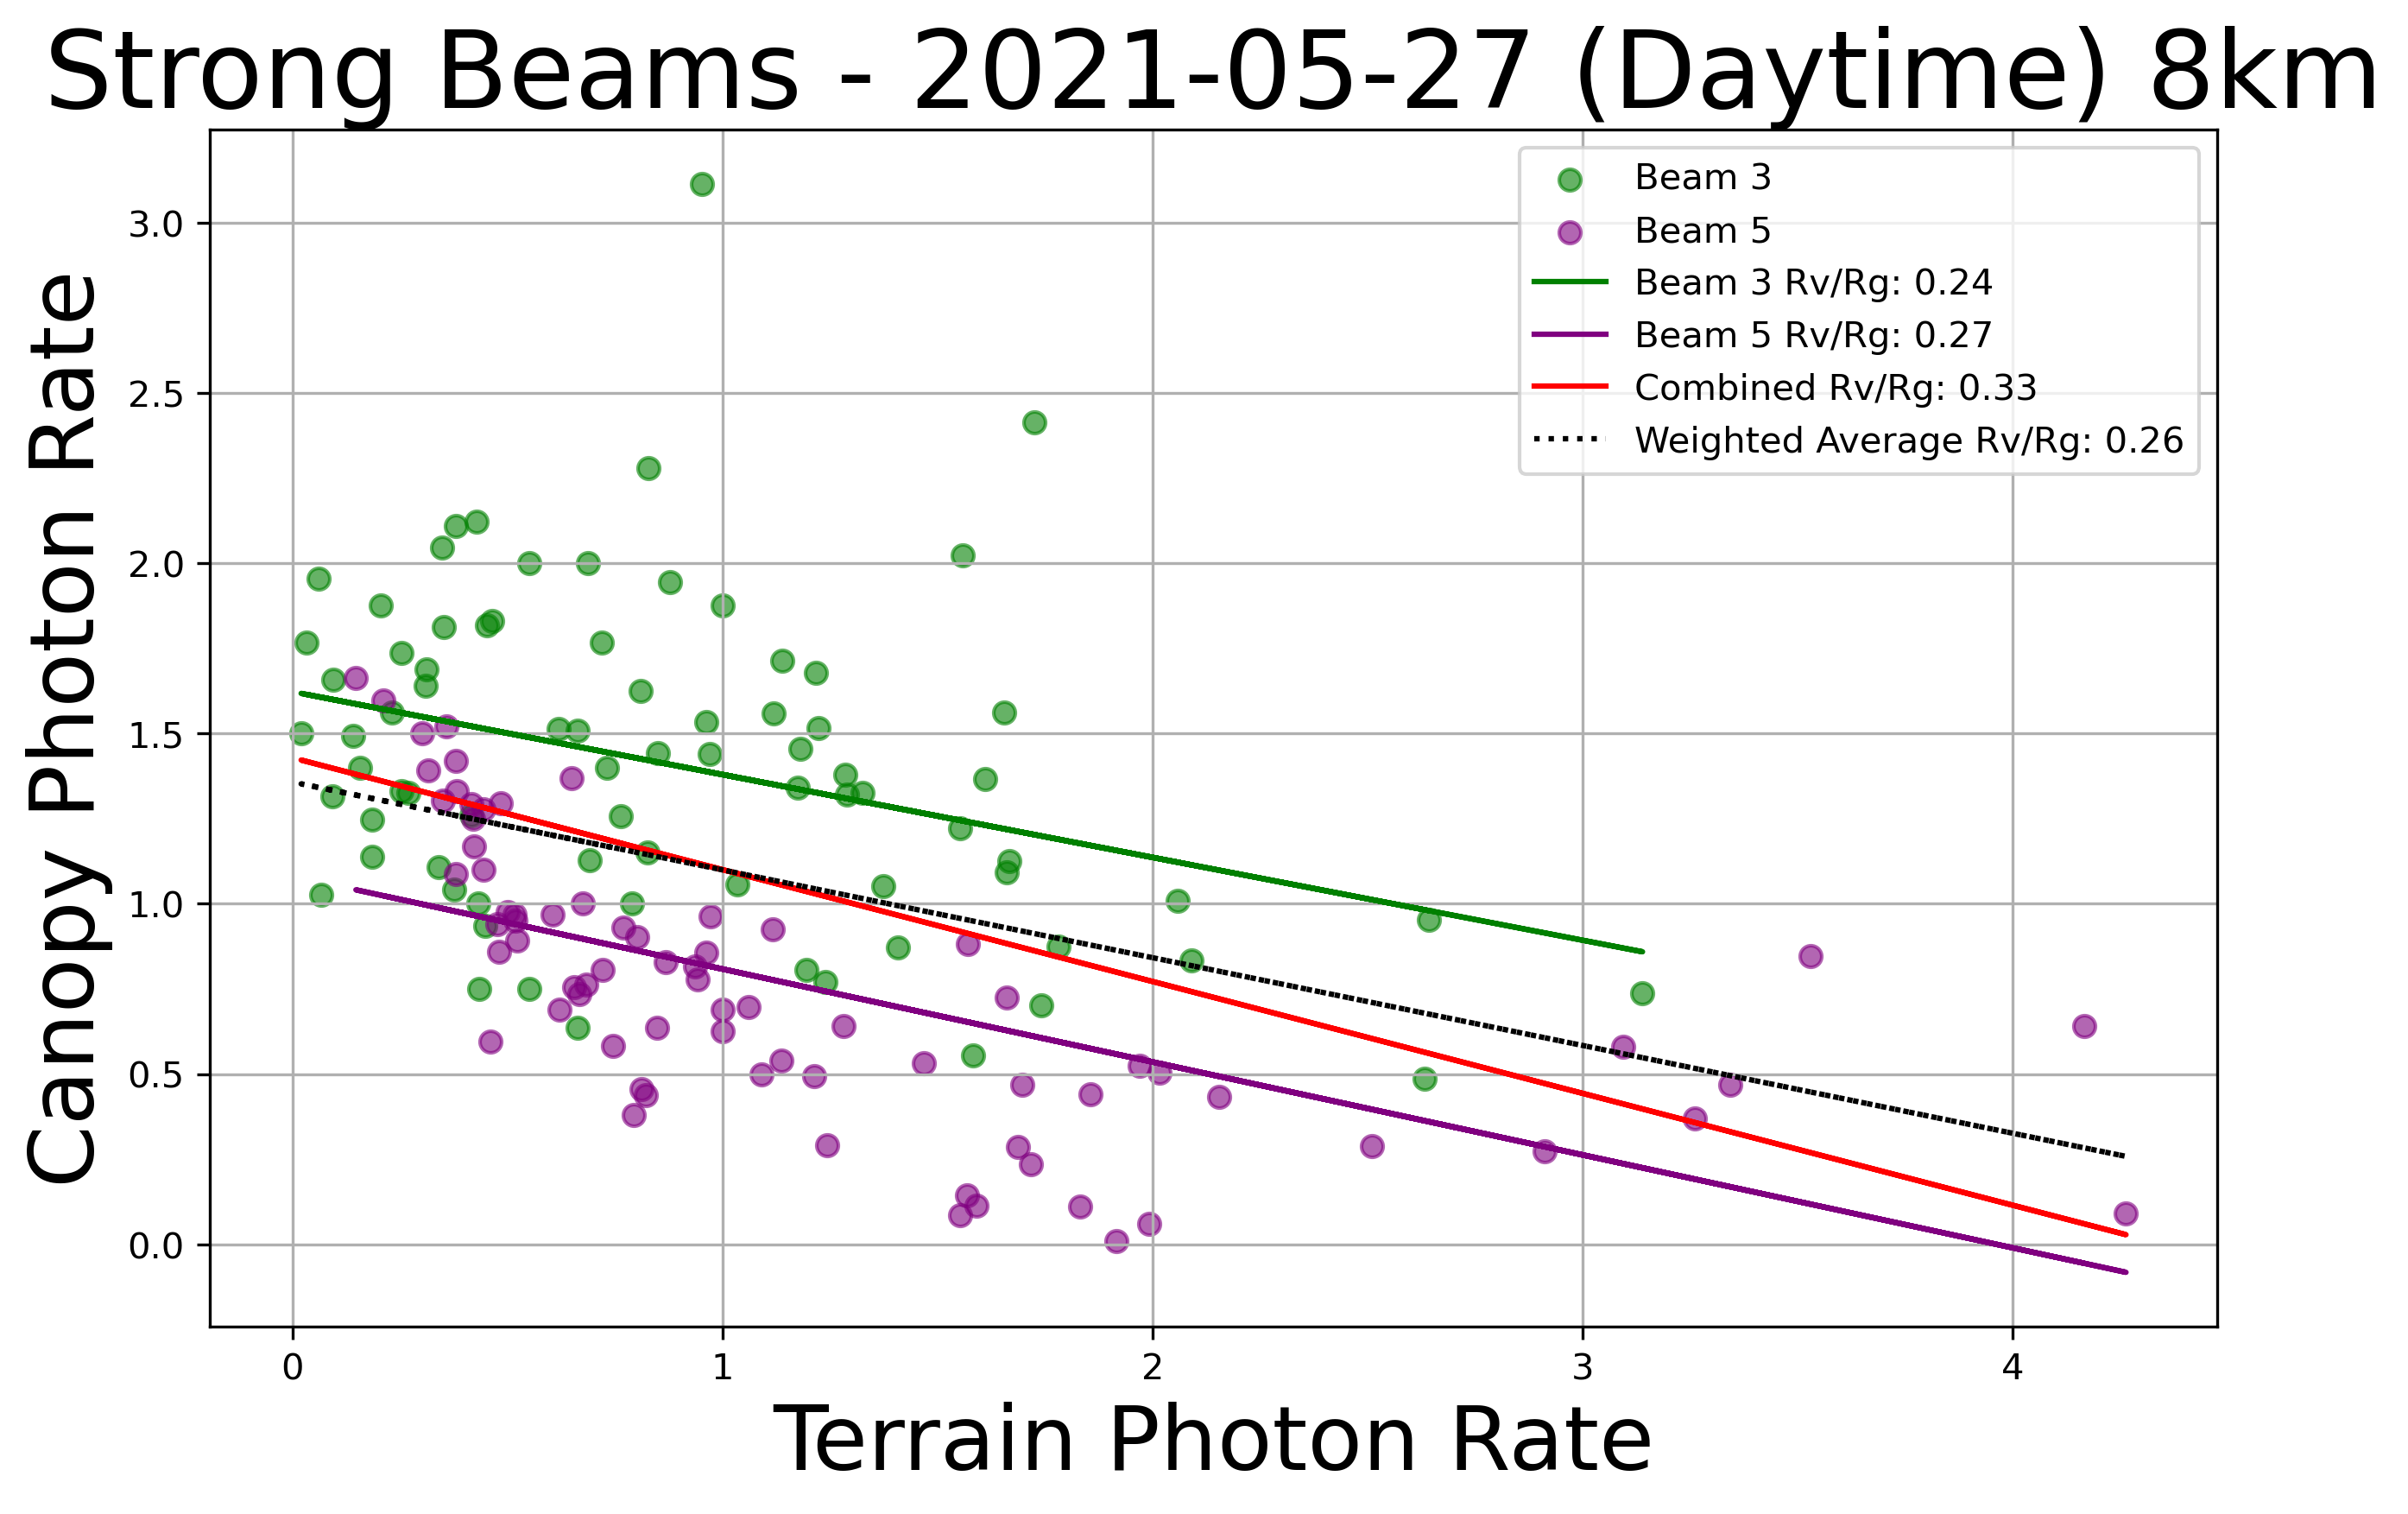 Strong Beams - 2021-05-27 (Daytime) 8km
Beam 3
Beam 5
Beam 3 Rv/Rg: 0.24
Beam 5 Rv/Rg: 0.27
Combined Rv/Rg: 0.33
Weighted Average Rv/Rg: 0.26
Canopy Photon Rate
3.0
2.5
2.0
1.5
1.0
0.5
0.0
0 1 2 3 4
Terrain Photon Rate